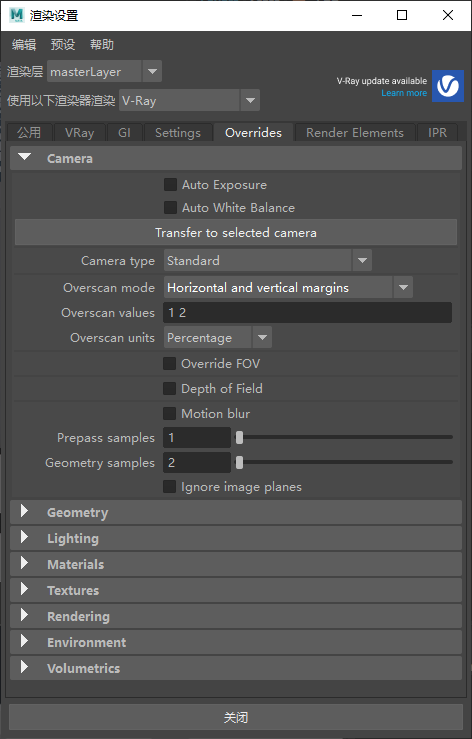 渲染设置
编辑 预设 帮助
渲染层 masterLayer
V-Ray update available
Learn more
使用以下渲染器渲染 V-Ray
公用 VRay GI Settings Overrides Render Elements IPR
Camera
Auto Exposure
Auto White Balance
Transfer to selected camera
Camera type Standard
Overscan mode Horizontal and vertical margins
Overscan values 1 2
Overscan units Percentage
Override FOV
Depth of Field
Motion blur
Prepass samples 1
Geometry samples 2
Ignore image planes
Geometry
Lighting
Materials
Textures
Rendering
Environment
Volumetrics
关闭